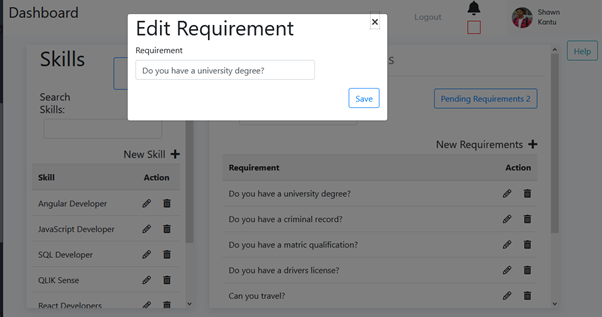 Dashboard
Logout
Shawn
Kantu
Edit Requirement
×
Requirement
Do you have a university degree?
Save
Help
Skills
Search
Skills:
New Skill +
Skill Action
Angular Developer
JavaScript Developer
SQL Developer
QLIK Sense
React Developers
Pending Requirements 2
New Requirements +
Requirement Action
Do you have a university degree?
Do you have a criminal record?
Do you have a matric qualification?
Do you have a drivers license?
Can you travel?